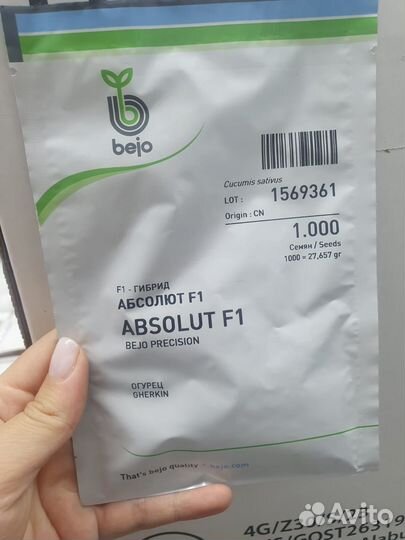 bejo
Cucumis sativus
LOT : 1569361
Origin : CN
1.000
Семян / Seeds
1000 = 27,657 gr
F1 - ГИБРИД
АБСОЛЮТ F1
ABSOLUT F1
BEJO PRECISION
ОГУРЕЦ
GHERKIN
That's bejo quality • bejo.com
Avito